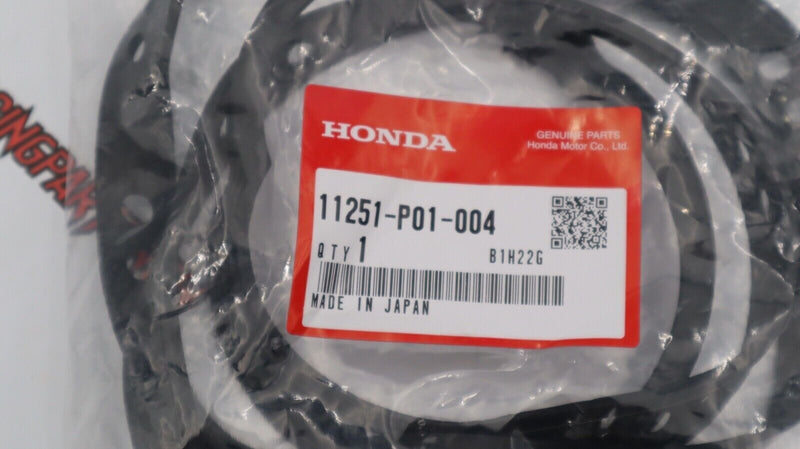 HONDA
GENUINE PARTS
Honda Motor Co., Ltd.
11251-P01-004
QTY 1
B1H22G
MADE IN JAPAN